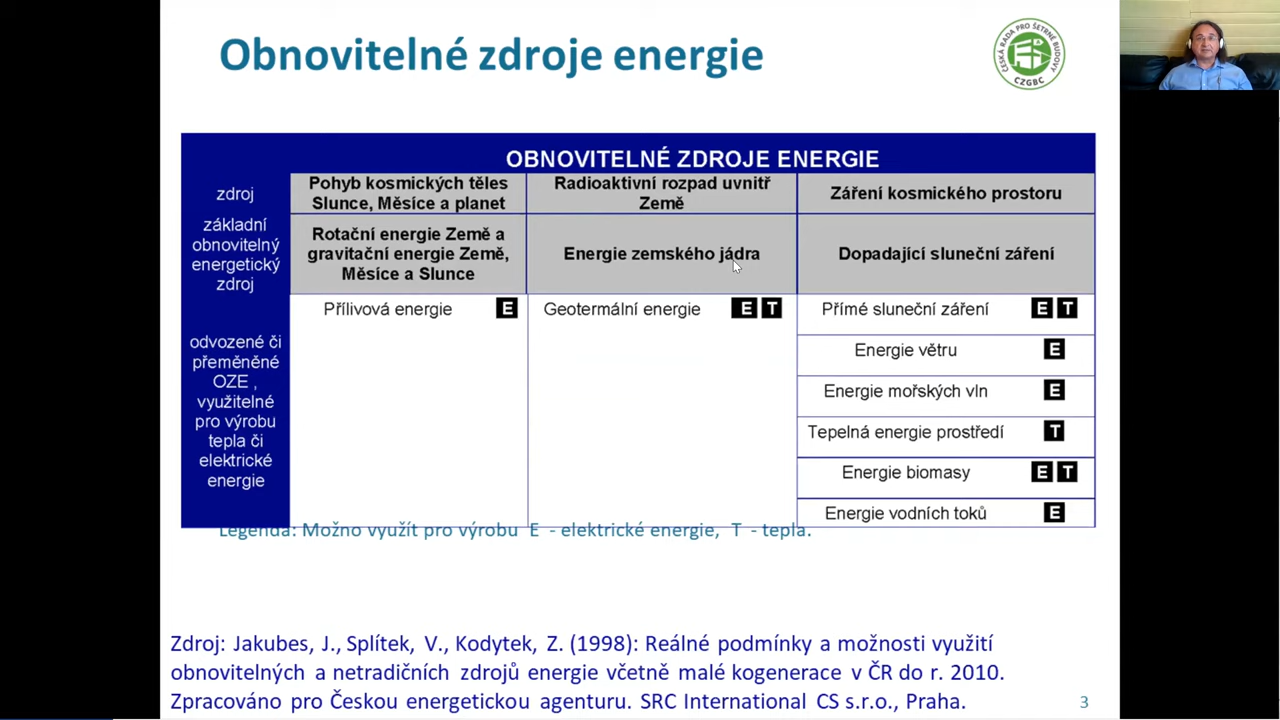 Obnovitelné zdroje energie
ČESKÁ RADA PRO ŠETRNÉ BUDOVY
CZGBC
OBNOVITELNÉ ZDROJE ENERGIE
zdroj
Pohyb kosmických těles
Slunce, Měsíce a planet
Radioaktivní rozpad uvnitř
Země
Záření kosmického prostoru
základní
obnovitelný
energetický
zdroj
Rotační energie Země a
gravitační energie Země,
Měsíce a Slunce
Energie zemského jádra
Dopadající sluneční záření
odvozené či
přeměněné
OZE ,
využitelné
pro výrobu
tepla či
elektrické
energie
Přílivová energie E
Geotermální energie E T
Přímé sluneční záření E T
Energie větru E
Energie mořských vln E
Tepelná energie prostředí T
Energie biomasy E T
Energie vodních toků E
Legenda: Možno využít pro výrobu E - elektrické energie, T - tepla.
Zdroj: Jakubes, J., Splítek, V., Kodytek, Z. (1998): Reálné podmínky a možnosti využití
obnovitelných a netradičních zdrojů energie včetně malé kogenerace v ČR do r. 2010.
Zpracováno pro Českou energetickou agenturu. SRC International CS s.r.o., Praha.
3